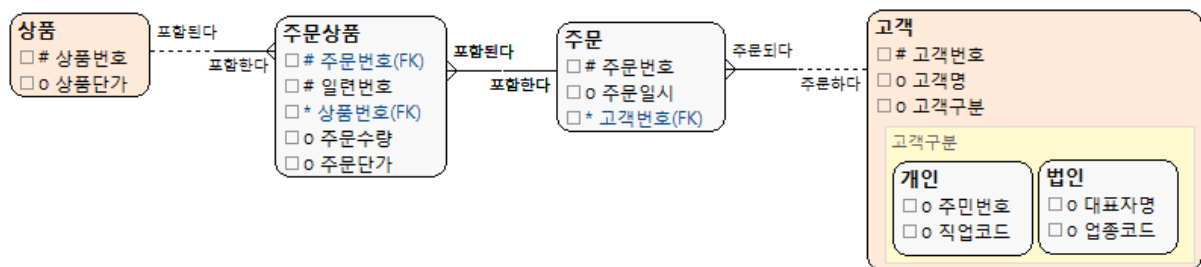 상품
# 상품번호
o 상품단가
포함된다
포함한다
주문상품
# 주문번호(FK)
# 일련번호
* 상품번호(FK)
o 주문수량
o 주문단가
포함된다
포함한다
주문
# 주문번호
o 주문일시
* 고객번호(FK)
주문되다
주문하다
고객
# 고객번호
o 고객명
o 고객구분
고객구분
개인
o 주민번호
o 직업코드
법인
o 대표자명
o 업종코드